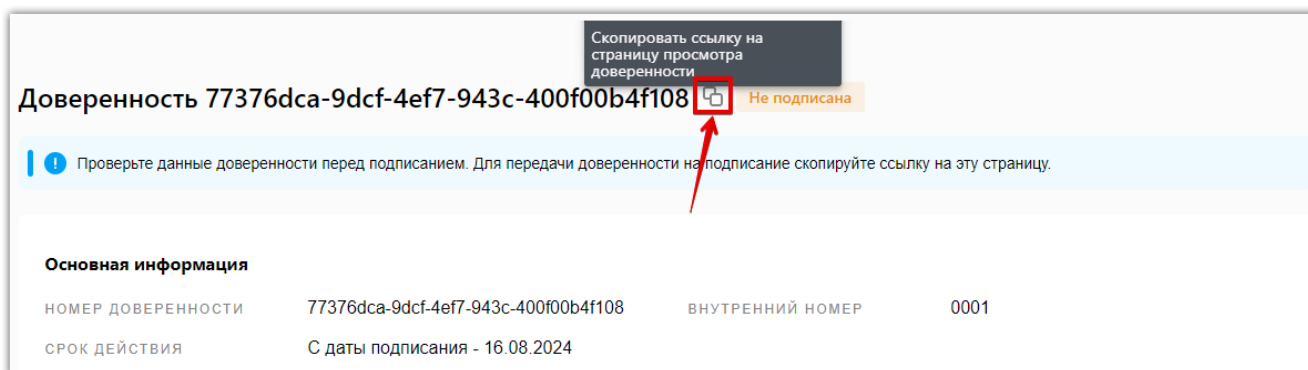 Скопировать ссылку на
страницу просмотра
доверенности
Доверенность 77376dca-9dcf-4ef7-943c-400f00b4f108 Не подписана
Проверьте данные доверенности перед подписанием. Для передачи доверенности на подписание скопируйте ссылку на эту страницу.
Основная информация
НОМЕР ДОВЕРЕННОСТИ 77376dca-9dcf-4ef7-943c-400f00b4f108 ВНУТРЕННИЙ НОМЕР 0001
СРОК ДЕЙСТВИЯ С даты подписания - 16.08.2024